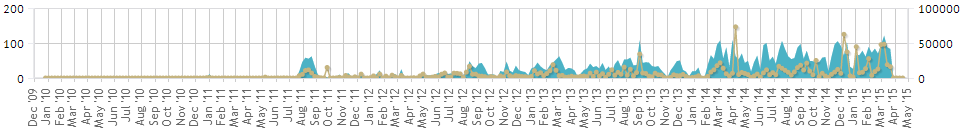 200
100
0
100000
50000
0
Dec '09
Jan '10
Feb '10
Mar '10
Apr '10
May '10
Jun '10
Jul '10
Aug '10
Sep '10
Oct '10
Nov '10
Dec '10
Jan '11
Feb '11
Mar '11
Apr '11
May '11
Jun '11
Jul '11
Aug '11
Sep '11
Oct '11
Nov '11
Dec '11
Jan '12
Feb '12
Mar '12
Apr '12
May '12
Jun '12
Jul '12
Aug '12
Sep '12
Oct '12
Nov '12
Dec '12
Jan '13
Feb '13
Mar '13
Apr '13
May '13
Jun '13
Jul '13
Aug '13
Sep '13
Oct '13
Nov '13
Dec '13
Jan '14
Feb '14
Mar '14
Apr '14
May '14
Jun '14
Jul '14
Aug '14
Sep '14
Oct '14
Nov '14
Dec '14
Jan '15
Feb '15
Mar '15
Apr '15
May '15